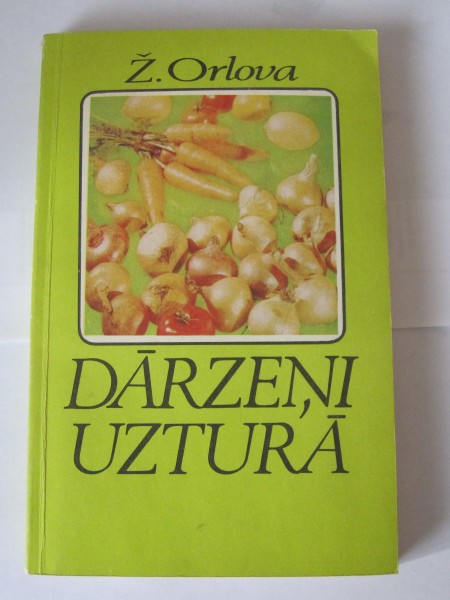 Ž. Orlova
DĀRZEŅI
UZTURĀ